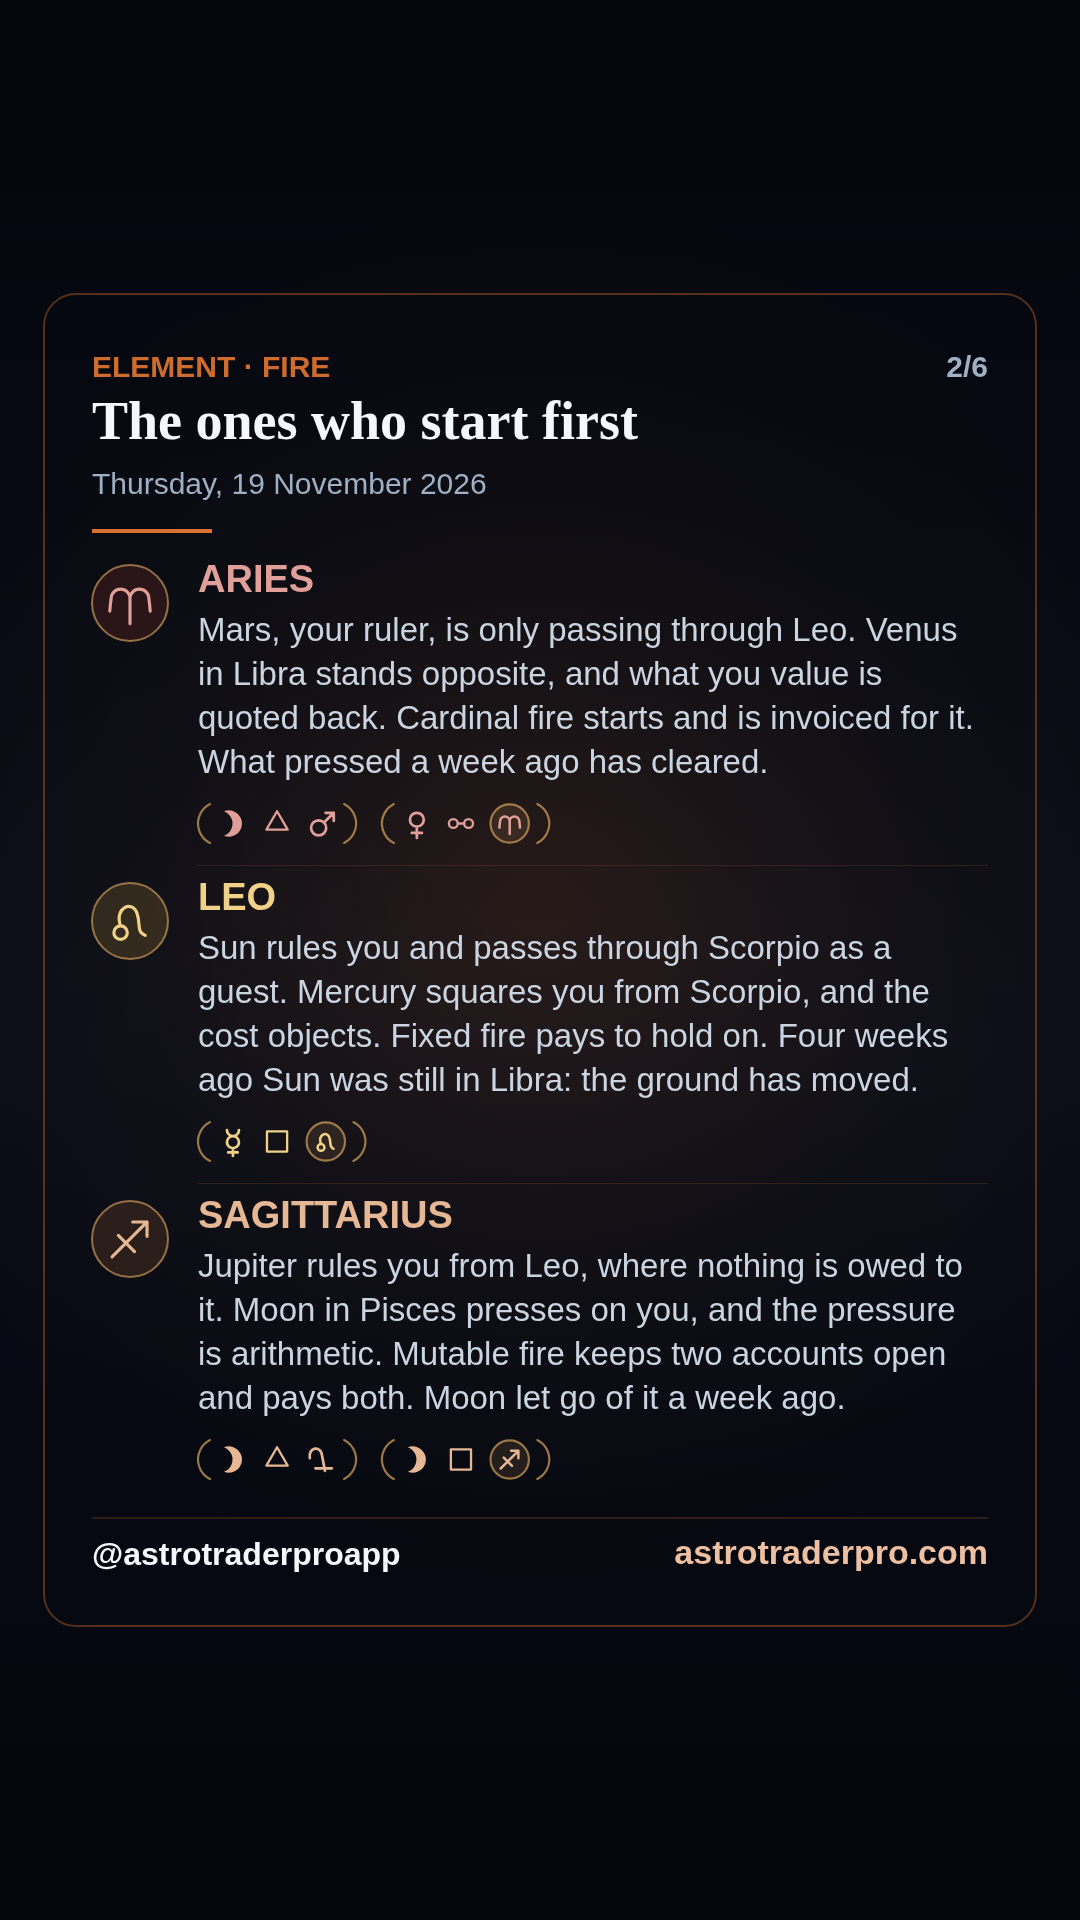 ELEMENT · FIRE
2/6
The ones who start first
Thursday, 19 November 2026
ARIES
Mars, your ruler, is only passing through Leo. Venus
in Libra stands opposite, and what you value is
quoted back. Cardinal fire starts and is invoiced for it.
What pressed a week ago has cleared.
LEO
Sun rules you and passes through Scorpio as a
guest. Mercury squares you from Scorpio, and the
cost objects. Fixed fire pays to hold on. Four weeks
ago Sun was still in Libra: the ground has moved.
SAGITTARIUS
Jupiter rules you from Leo, where nothing is owed to
it. Moon in Pisces presses on you, and the pressure
is arithmetic. Mutable fire keeps two accounts open
and pays both. Moon let go of it a week ago.
@astrotraderproapp
astrotraderpro.com